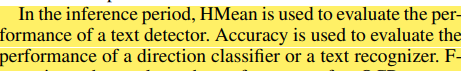 In the inference period, HMean is used to evaluate the per-
formance of a text detector. Accuracy is used to evaluate the
performance of a direction classifier or a text recognizer. F-